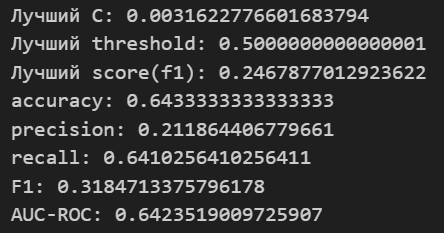 Лучший C: 0.0031622776601683794
Лучший threshold: 0.5000000000000001
Лучший score(f1): 0.2467877012923622
accuracy: 0.6433333333333333
precision: 0.211864406779661
recall: 0.6410256410256411
F1: 0.3184713375796178
AUC-ROC: 0.6423519009725907